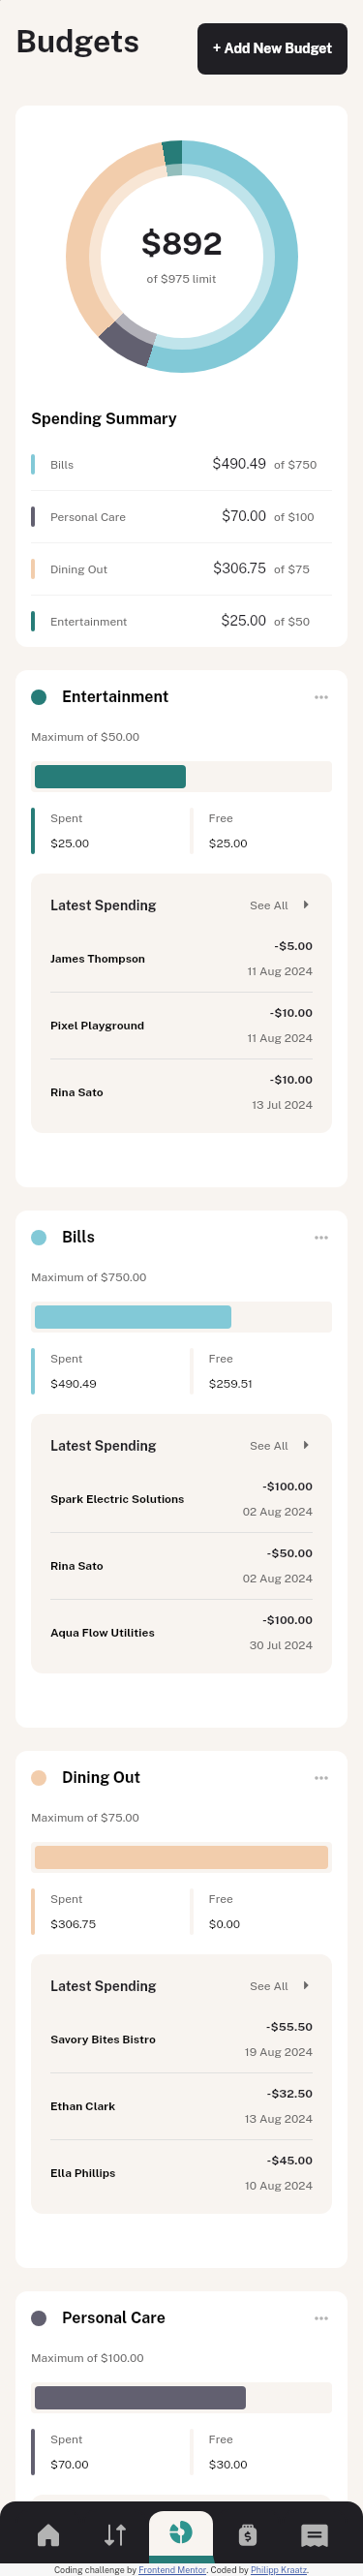 Budgets
+ Add New Budget
$892
of $975 limit
Spending Summary
Bills $490.49 of $750
Personal Care $70.00 of $100
Dining Out $306.75 of $75
Entertainment $25.00 of $50
Entertainment ...
Maximum of $50.00
Spent Free
$25.00 $25.00
Latest Spending See All
James Thompson -$5.00
11 Aug 2024
Pixel Playground -$10.00
11 Aug 2024
Rina Sato -$10.00
13 Jul 2024
Bills ...
Maximum of $750.00
Spent Free
$490.49 $259.51
Latest Spending See All
Spark Electric Solutions -$100.00
02 Aug 2024
Rina Sato -$50.00
02 Aug 2024
Aqua Flow Utilities -$100.00
30 Jul 2024
Dining Out ...
Maximum of $75.00
Spent Free
$306.75 $0.00
Latest Spending See All
Savory Bites Bistro -$55.50
19 Aug 2024
Ethan Clark -$32.50
13 Aug 2024
Ella Phillips -$45.00
10 Aug 2024
Personal Care ...
Maximum of $100.00
Spent Free
$70.00 $30.00
Coding challenge by Frontend Mentor. Coded by Philipp Kraatz.